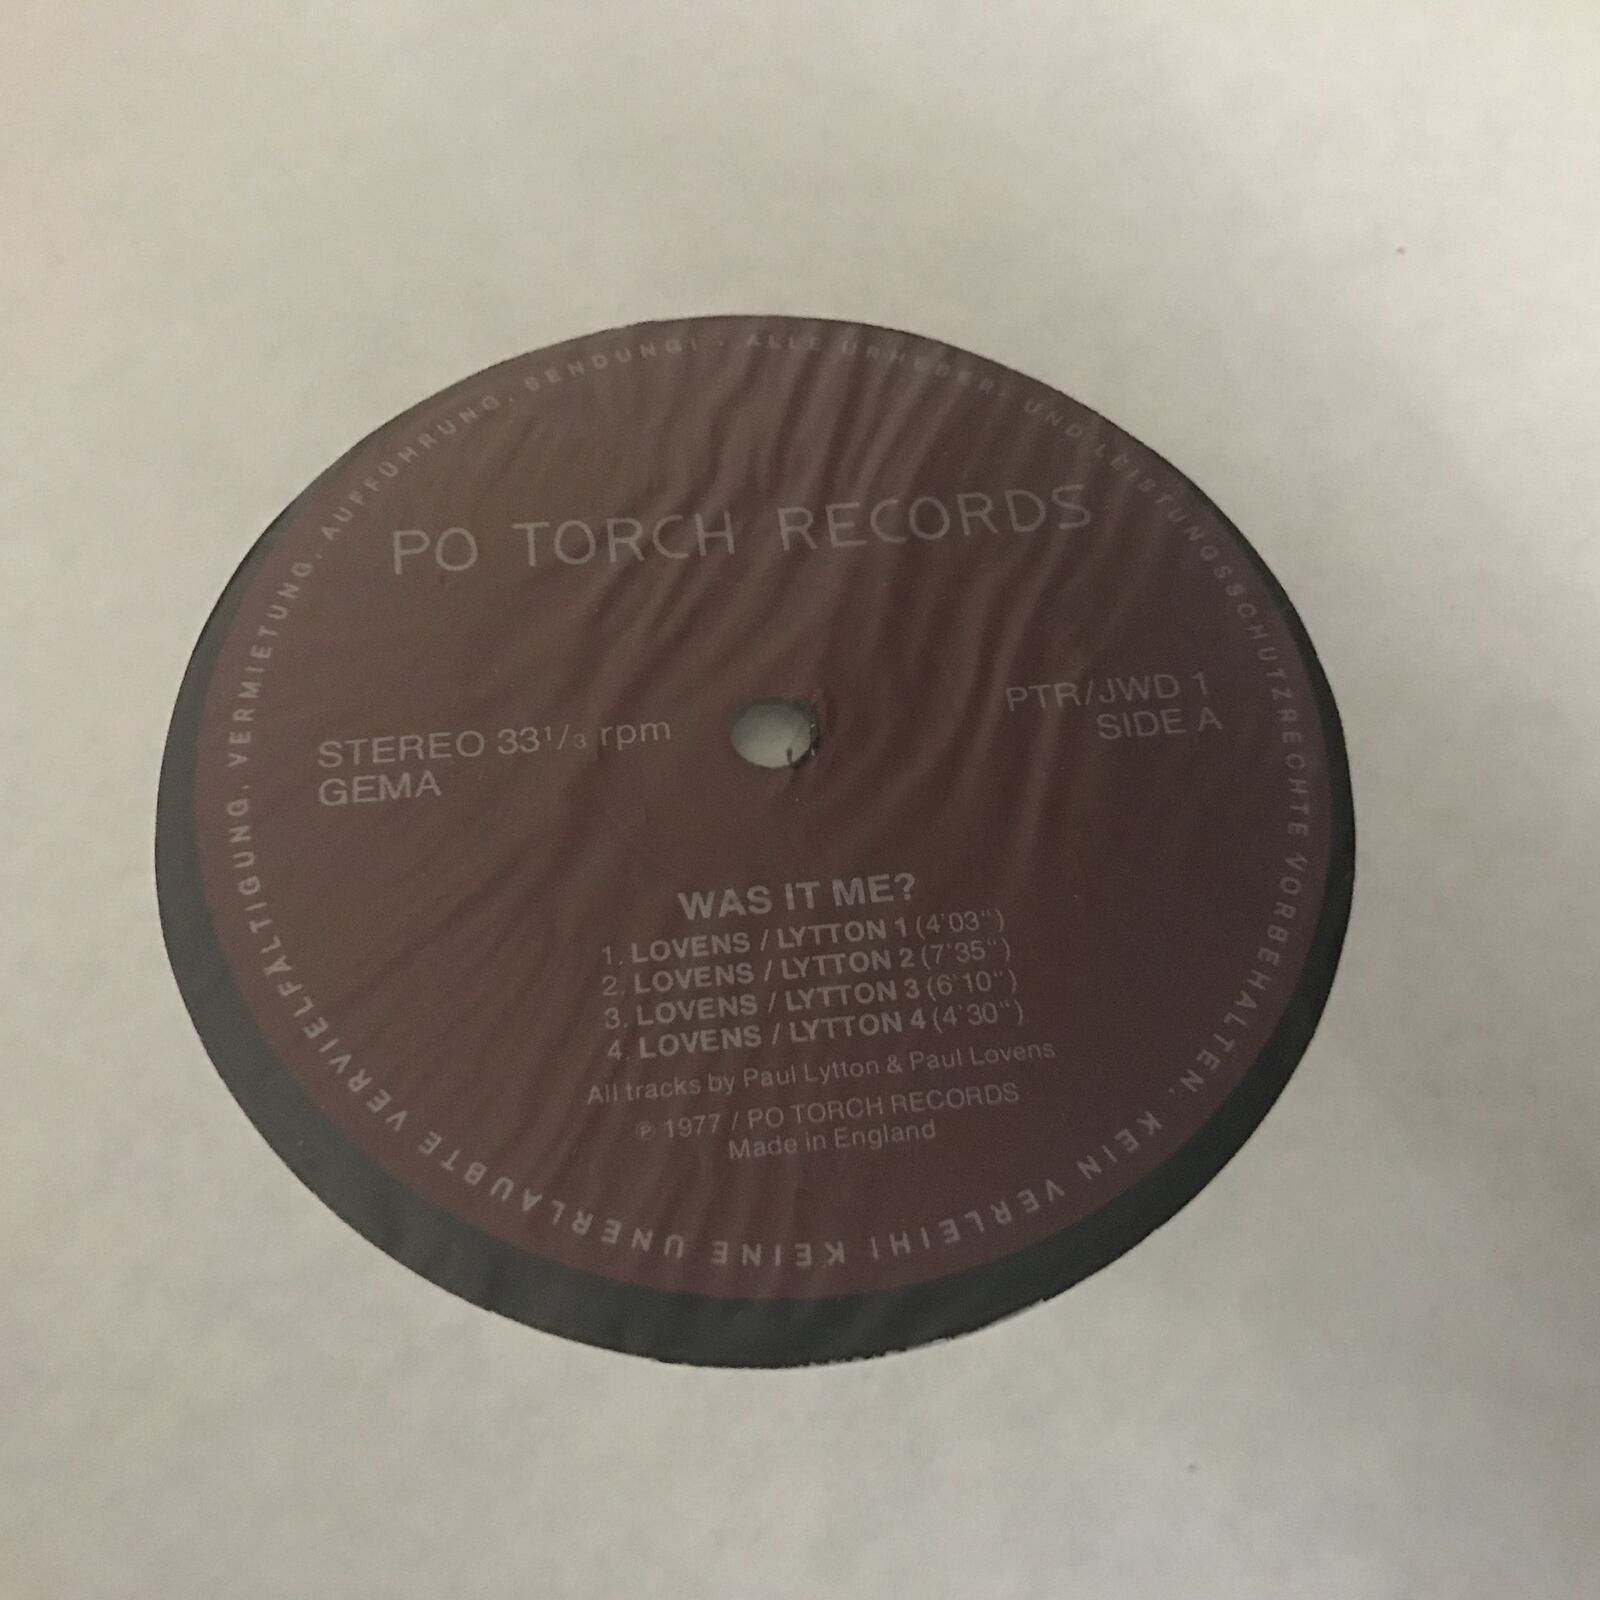 PO TORCH RECORDS
STEREO 33 1/3 rpm
GEMA
PTR/JWD 1
SIDE A
WAS IT ME?
1. LOVENS / LYTTON 1 (4'03“)
2. LOVENS / LYTTON 2 (7'35“)
3. LOVENS / LYTTON 3 (6'10“)
4. LOVENS / LYTTON 4 (4'30“)
All tracks by Paul Lytton & Paul Lovens
℗ 1977 / PO TORCH RECORDS
Made in England
ALLE URHEBER- UND LEISTUNGSSCHUTZRECHTE VORBEHALTEN. KEIN VERLEIH! KEINE UNERLAUBTE VERVIELFÄLTIGUNG, VERMIETUNG, AUFFÜHRUNG, SENDUNG! ·